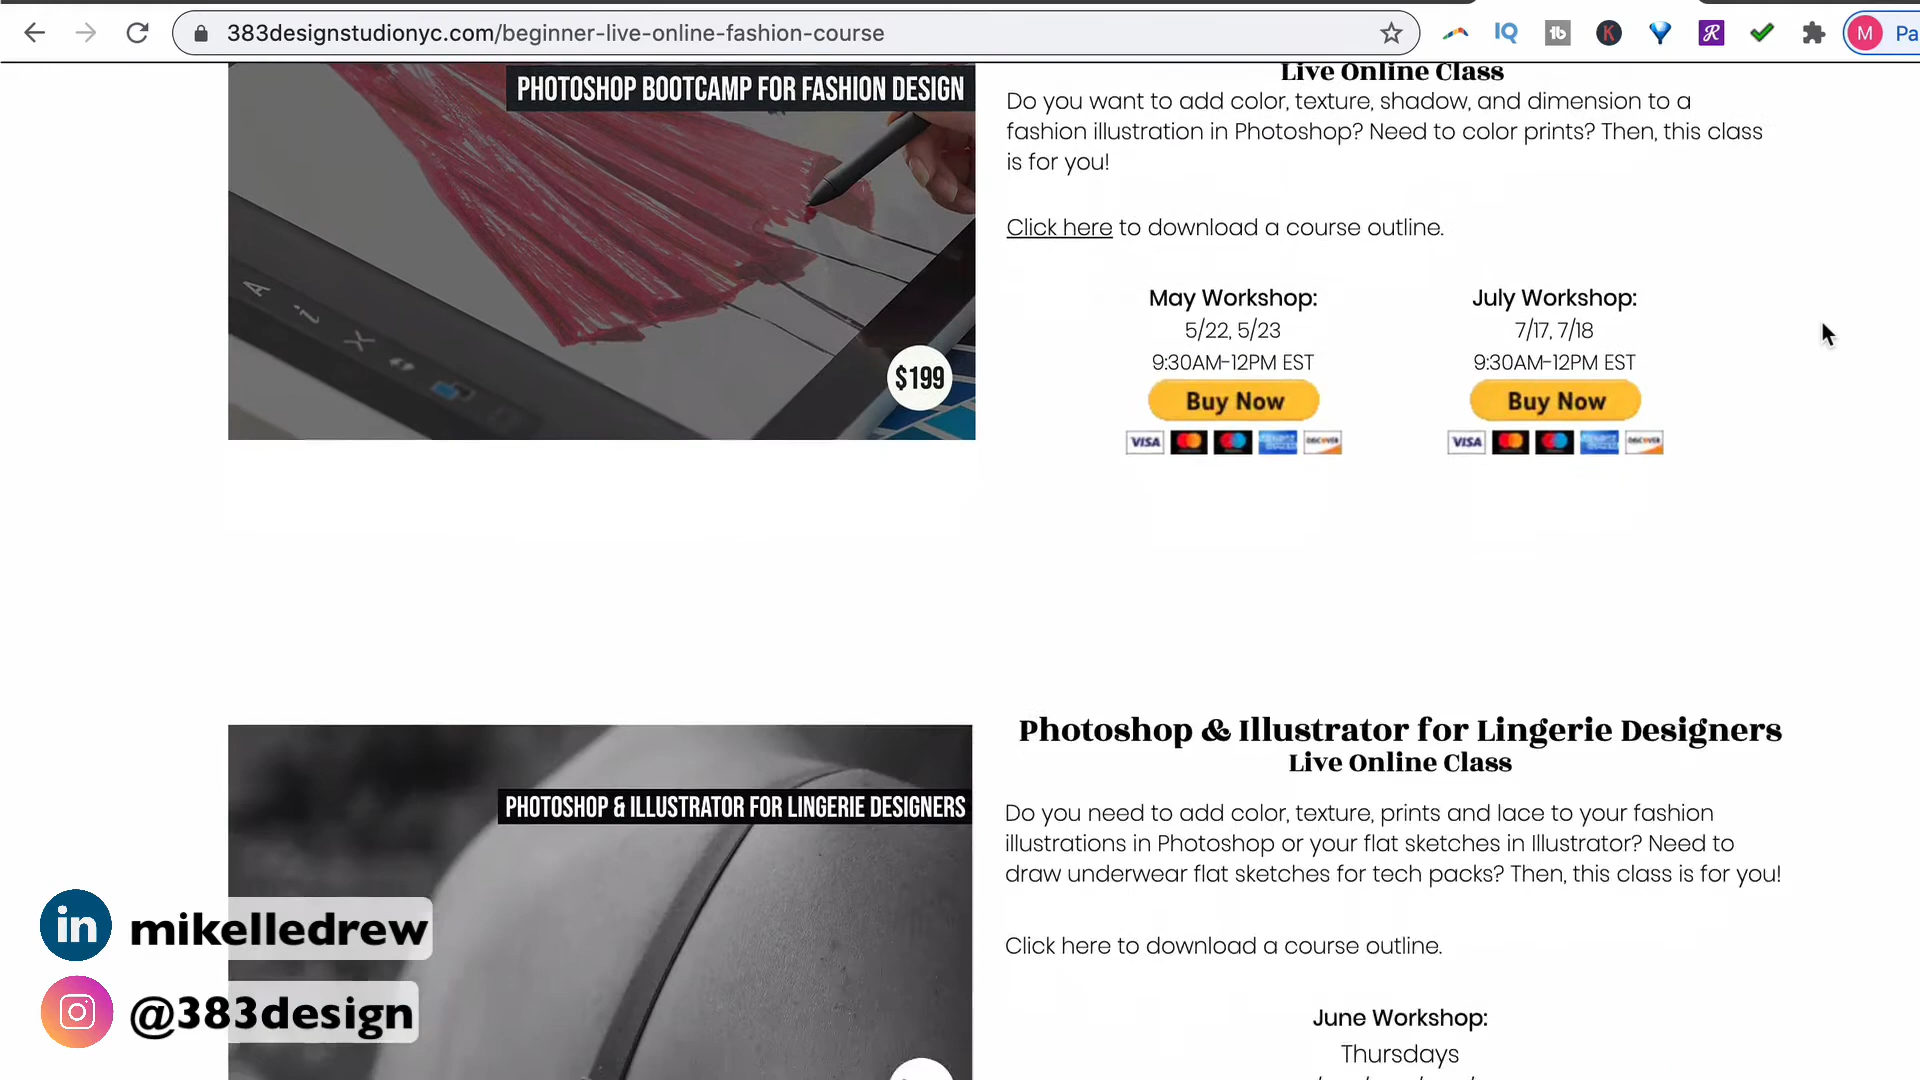 383designstudionyc.com/beginner-live-online-fashion-course
IQ
tb
K
R
M
Pa
PHOTOSHOP BOOTCAMP FOR FASHION DESIGN
$199
Live Online Class
Do you want to add color, texture, shadow, and dimension to a
fashion illustration in Photoshop? Need to color prints? Then, this class
is for you!
Click here to download a course outline.
May Workshop:
5/22, 5/23
9:30AM-12PM EST
Buy Now
VISA
DISCOVER
July Workshop:
7/17, 7/18
9:30AM-12PM EST
Buy Now
VISA
DISCOVER
PHOTOSHOP & ILLUSTRATOR FOR LINGERIE DESIGNERS
Photoshop & Illustrator for Lingerie Designers
Live Online Class
Do you need to add color, texture, prints and lace to your fashion
illustrations in Photoshop or your flat sketches in Illustrator? Need to
draw underwear flat sketches for tech packs? Then, this class is for you!
Click here to download a course outline.
June Workshop:
Thursdays
in mikelledrew
@383design